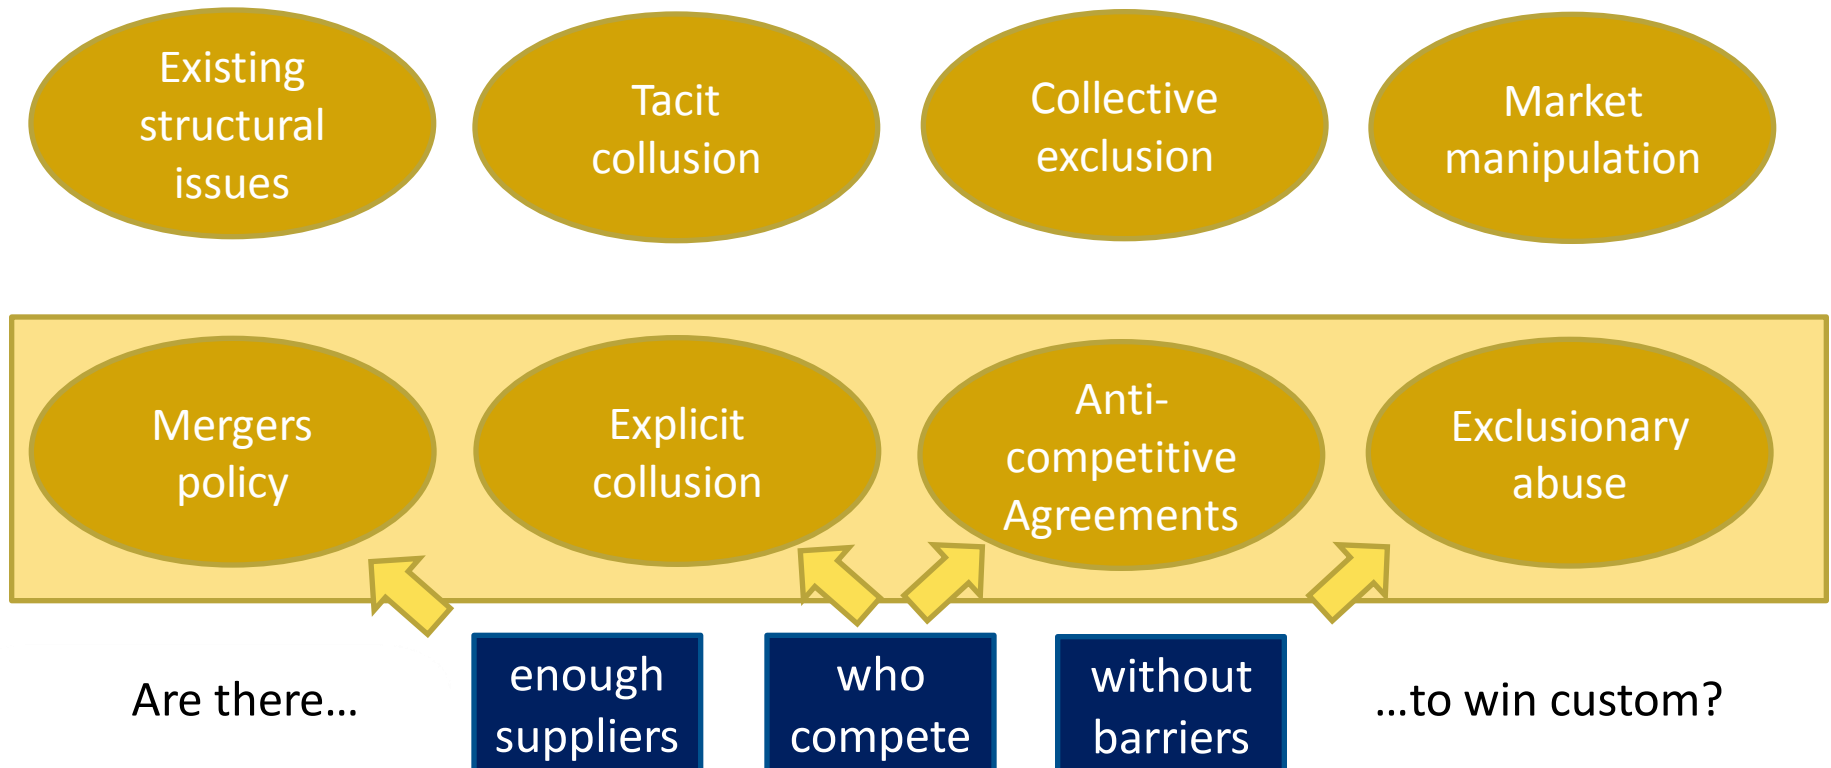 Existing
structural
issues
Tacit
collusion
Collective
exclusion
Market
manipulation
Mergers
policy
Explicit
collusion
Anti-
competitive
Agreements
Exclusionary
abuse
Are there...
enough
suppliers
who
compete
without
barriers
...to win custom?